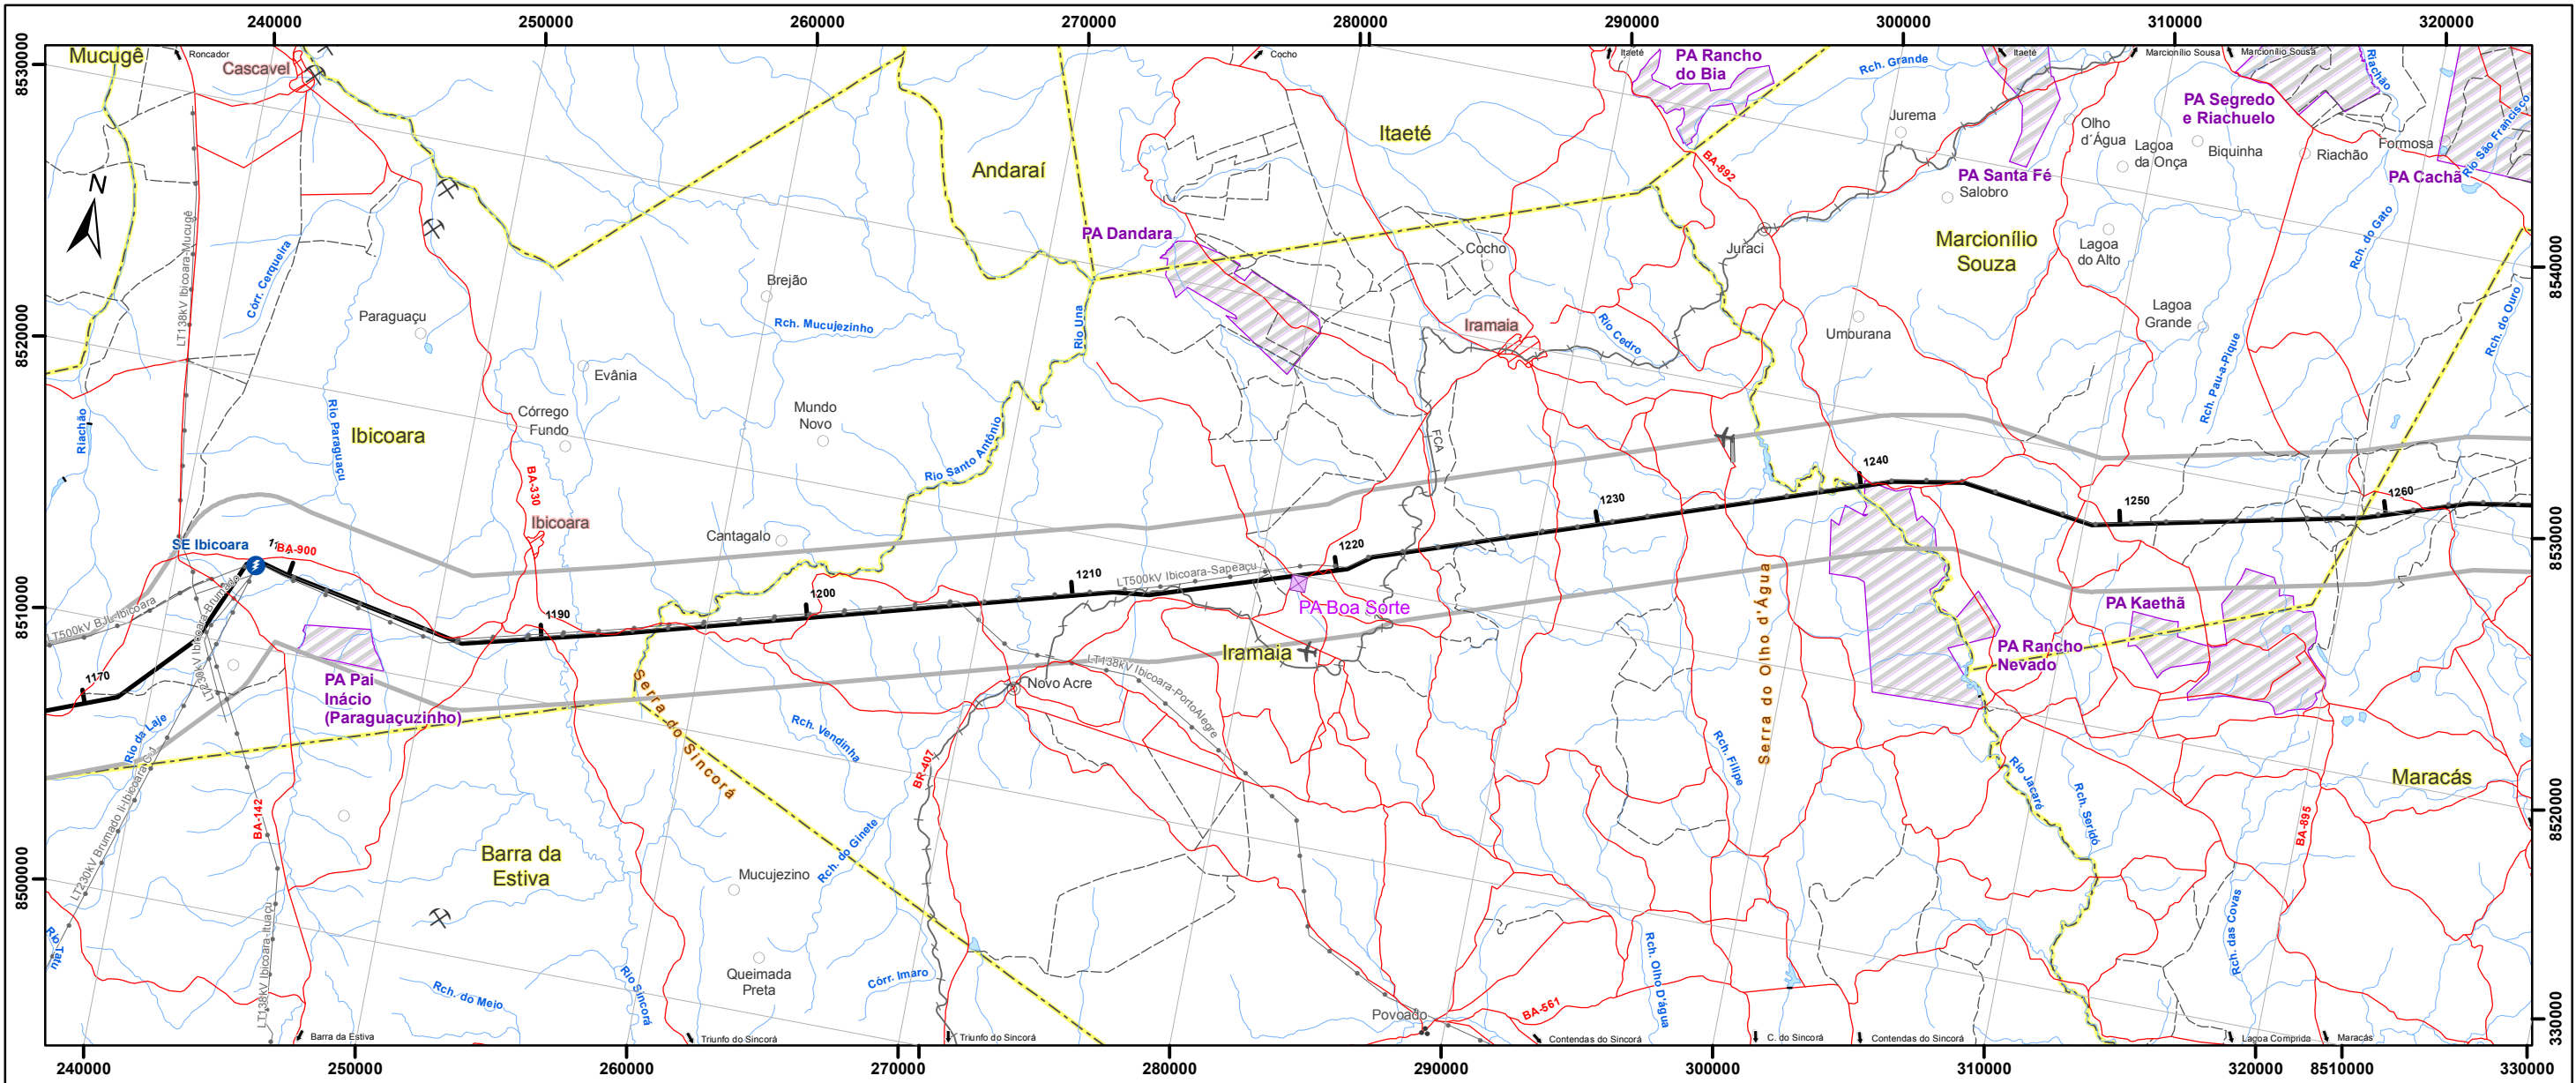 240000
250000
260000
270000
280000
290000
300000
310000
320000
8530000
8520000
8510000
8500000
8540000
8530000
8520000
330000
240000
250000
260000
270000
280000
290000
300000
310000
320000
8510000
330000
Mucugê
Roncador
Cascavel
Cocho
Itaeté
PA Rancho
do Bia
Rch. Grande
Itaeté
Marcionílio Sousa
Marcionílio Sousa
Riachão
PA Segredo
e Riachuelo
Rio São Francisco
Itaeté
Andaraí
Jurema
Olho
d´Água
Lagoa
da Onça
Biquinha
Riachão
Formosa
BA-892
PA Santa Fé
Salobro
PA Cachã
N
LT138kV Ibicoara-Mucugê
Córr. Cerqueira
PA Dandara
Cocho
Juraci
Marcionílio
Souza
Lagoa
do Alto
Rch. do Gato
Brejão
Paraguaçu
Rch. Mucujezinho
Rio Una
Iramaia
Rio Cedro
Umburana
Lagoa
Grande
Rch. Pau-a-Pique
Rch. do Ouro
Evânia
Riachão
Rio Paraguaçu
Ibicoara
Córrego
Fundo
Mundo
Novo
Rio Santo Antônio
FCA
BA-330
Ibicoara
Cantagalo
1240
1230
1250
1260
SE Ibicoara
BA-900
1220
1210
LT500kV Ibicoara-Sapeaçu
1200
1190
1170
LT500kV BJL-Ibicoara
LT230kV Ibicoara-Brumado
PA Boa Sorte
Serra do Olho d'Água
PA Kaethã
PA Rancho
Nevado
Iramaia
LT138kV Ibicoara-PortoAlegre
Novo Acre
PA Pai
Inácio
(Paraguaçuzinho)
Serra do Sincorá
Rio da Laje
Rch. Vendinha
BR-407
Rch. Filipe
Rio Jacaré
Rch. Seridó
Maracás
BA-895
LT230kV Brumado Ii-Ibicoara C-1
BA-142
Barra da
Estiva
Mucujezino
Rch. do Ginete
LT138kV Ibicoara-Ituaçu
Rio Tatu
Rch. do Meio
Rio Sincorá
Queimada
Preta
Córr. Imaro
Rch. Olho D'água
Rch. das Covas
Povoado
BA-561
Barra da Estiva
Triunfo do Sincorá
Triunfo do Sincorá
Contendas do Sincorá
C. do Sincorá
Contendas do Sincorá
Lagoa Comprida
Maracás